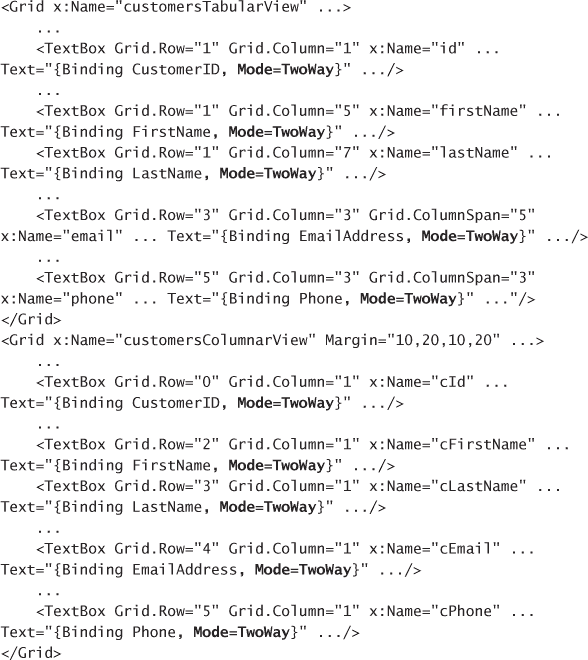 <Grid x:Name="customersTabularView" ...>
...
<TextBox Grid.Row="1" Grid.Column="1" x:Name="id" ...
Text="{Binding CustomerID, Mode=TwoWay}" .../>
...
<TextBox Grid.Row="1" Grid.Column="5" x:Name="firstName" ...
Text="{Binding FirstName, Mode=TwoWay}" .../>
<TextBox Grid.Row="1" Grid.Column="7" x:Name="lastName" ...
Text="{Binding LastName, Mode=TwoWay}" .../>
...
<TextBox Grid.Row="3" Grid.Column="3" Grid.ColumnSpan="5"
x:Name="email" ... Text="{Binding EmailAddress, Mode=TwoWay}" .../>
...
<TextBox Grid.Row="5" Grid.Column="3" Grid.ColumnSpan="3"
x:Name="phone" ... Text="{Binding Phone, Mode=TwoWay}" ..."/>
</Grid>
<Grid x:Name="customersColumnarView" Margin="10,20,10,20" ...>
...
<TextBox Grid.Row="0" Grid.Column="1" x:Name="cId" ...
Text="{Binding CustomerID, Mode=TwoWay}" .../>
...
<TextBox Grid.Row="2" Grid.Column="1" x:Name="cFirstName" ...
Text="{Binding FirstName, Mode=TwoWay}" .../>
<TextBox Grid.Row="3" Grid.Column="1" x:Name="cLastName" ...
Text="{Binding LastName, Mode=TwoWay}" .../>
...
<TextBox Grid.Row="4" Grid.Column="1" x:Name="cEmail" ...
Text="{Binding EmailAddress, Mode=TwoWay}" .../>
...
<TextBox Grid.Row="5" Grid.Column="1" x:Name="cPhone" ...
Text="{Binding Phone, Mode=TwoWay}" .../>
</Grid>